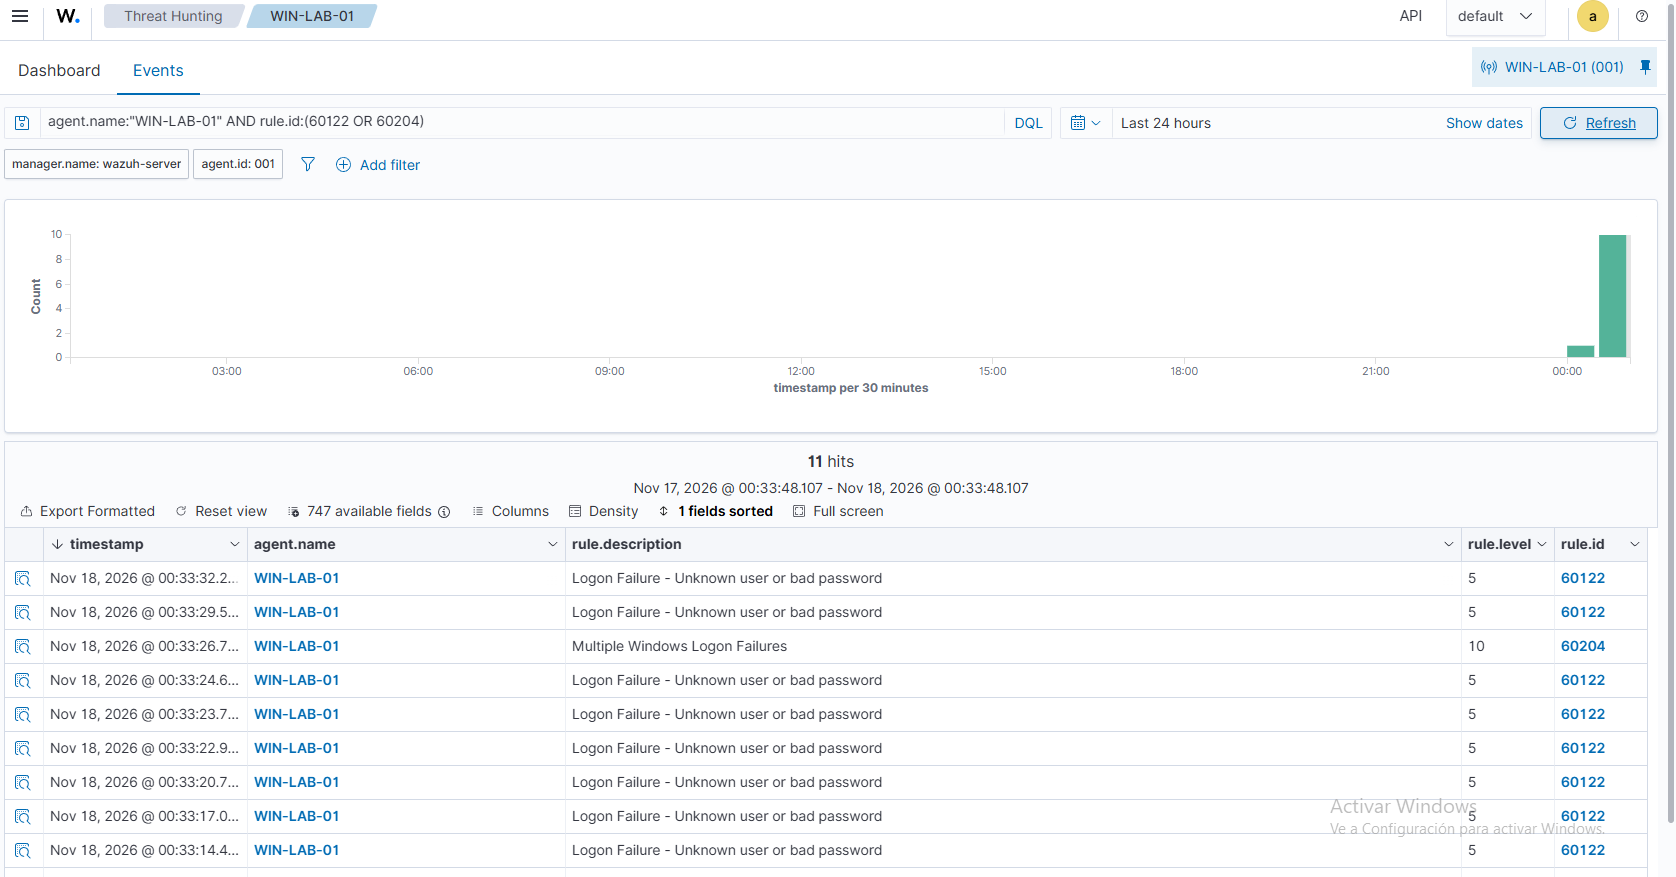 W. Threat Hunting WIN-LAB-01 API default a
Dashboard Events WIN-LAB-01 (001)
agent.name:"WIN-LAB-01" AND rule.id:(60122 OR 60204) DQL Last 24 hours Show dates Refresh
manager.name: wazuh-server agent.id: 001 Add filter
10
8
6
4
2
0
Count
03:00 06:00 09:00 12:00 15:00 18:00 21:00 00:00
timestamp per 30 minutes
11 hits
Nov 17, 2026 @ 00:33:48.107 - Nov 18, 2026 @ 00:33:48.107
Export Formatted Reset view 747 available fields Columns Density 1 fields sorted Full screen
timestamp agent.name rule.description rule.level rule.id
Nov 18, 2026 @ 00:33:32.2... WIN-LAB-01 Logon Failure - Unknown user or bad password 5 60122
Nov 18, 2026 @ 00:33:29.5... WIN-LAB-01 Logon Failure - Unknown user or bad password 5 60122
Nov 18, 2026 @ 00:33:26.7... WIN-LAB-01 Multiple Windows Logon Failures 10 60204
Nov 18, 2026 @ 00:33:24.6... WIN-LAB-01 Logon Failure - Unknown user or bad password 5 60122
Nov 18, 2026 @ 00:33:23.7... WIN-LAB-01 Logon Failure - Unknown user or bad password 5 60122
Nov 18, 2026 @ 00:33:22.9... WIN-LAB-01 Logon Failure - Unknown user or bad password 5 60122
Nov 18, 2026 @ 00:33:20.7... WIN-LAB-01 Logon Failure - Unknown user or bad password 5 60122
Nov 18, 2026 @ 00:33:17.0... WIN-LAB-01 Logon Failure - Unknown user or bad password 5 60122
Nov 18, 2026 @ 00:33:14.4... WIN-LAB-01 Logon Failure - Unknown user or bad password 5 60122
Activar Windows
Ve a Configuración para activar Windows.